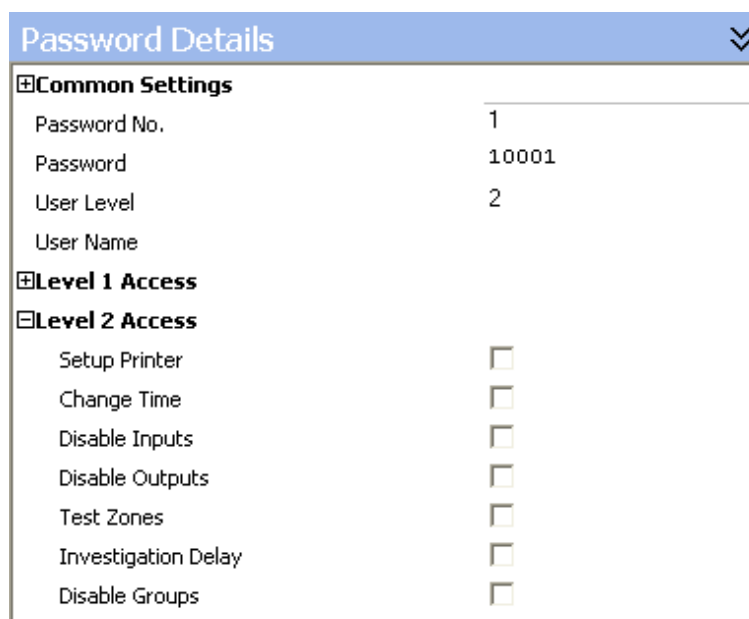 Password Details
Common Settings
Password No. 1
Password 10001
User Level 2
User Name
Level 1 Access
Level 2 Access
Setup Printer
Change Time
Disable Inputs
Disable Outputs
Test Zones
Investigation Delay
Disable Groups